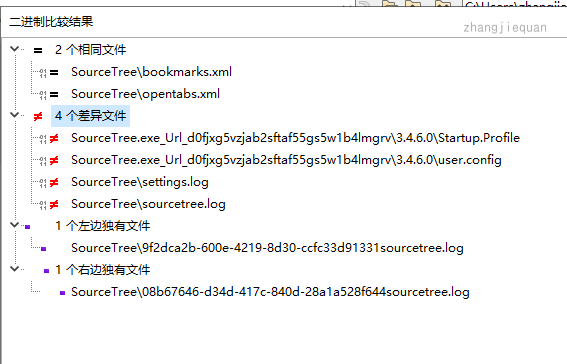 C:\Users\zhangjie
二进制比较结果
zhangjiequan
2 个相同文件
SourceTree\bookmarks.xml
SourceTree\opentabs.xml
4 个差异文件
SourceTree.exe_Url_d0fjxg5vzjab2sftaf55gs5w1b4lmgrv\3.4.6.0\Startup.Profile
SourceTree.exe_Url_d0fjxg5vzjab2sftaf55gs5w1b4lmgrv\3.4.6.0\user.config
SourceTree\settings.log
SourceTree\sourcetree.log
1 个左边独有文件
SourceTree\9f2dca2b-600e-4219-8d30-ccfc33d91331sourcetree.log
1 个右边独有文件
SourceTree\08b67646-d34d-417c-840d-28a1a528f644sourcetree.log